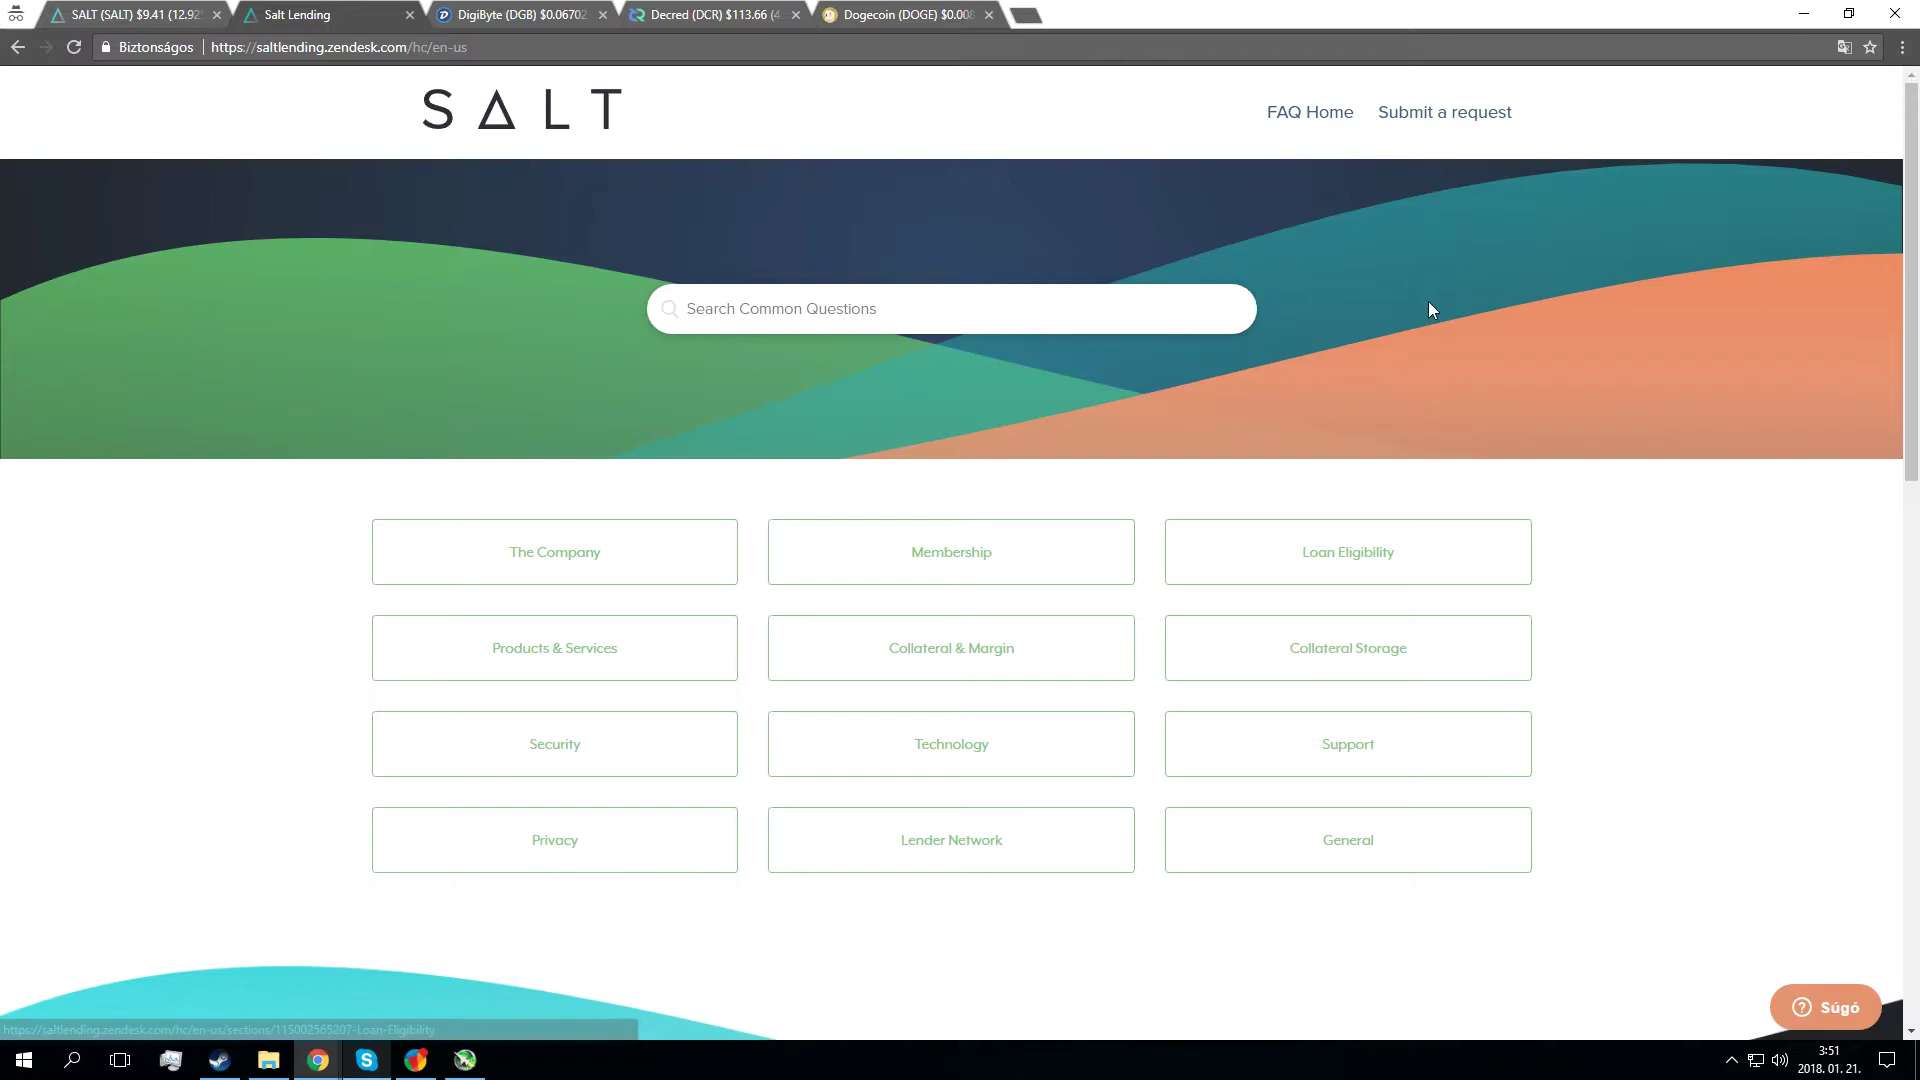 SALT (SALT) $9.41 (12.92
Salt Lending
DigiByte (DGB) $0.06702
Decred (DCR) $113.66 (4
Dogecoin (DOGE) $0.008
Biztonságos
https://saltlending.zendesk.com/hc/en-us
SALT
FAQ Home
Submit a request
Search Common Questions
The Company
Membership
Loan Eligibility
Products & Services
Collateral & Margin
Collateral Storage
Security
Technology
Support
Privacy
Lender Network
General
Súgó
https://saltlending.zendesk.com/hc/en-us/sections/115002565207-Loan-Eligibility
3:51
2018. 01. 21.